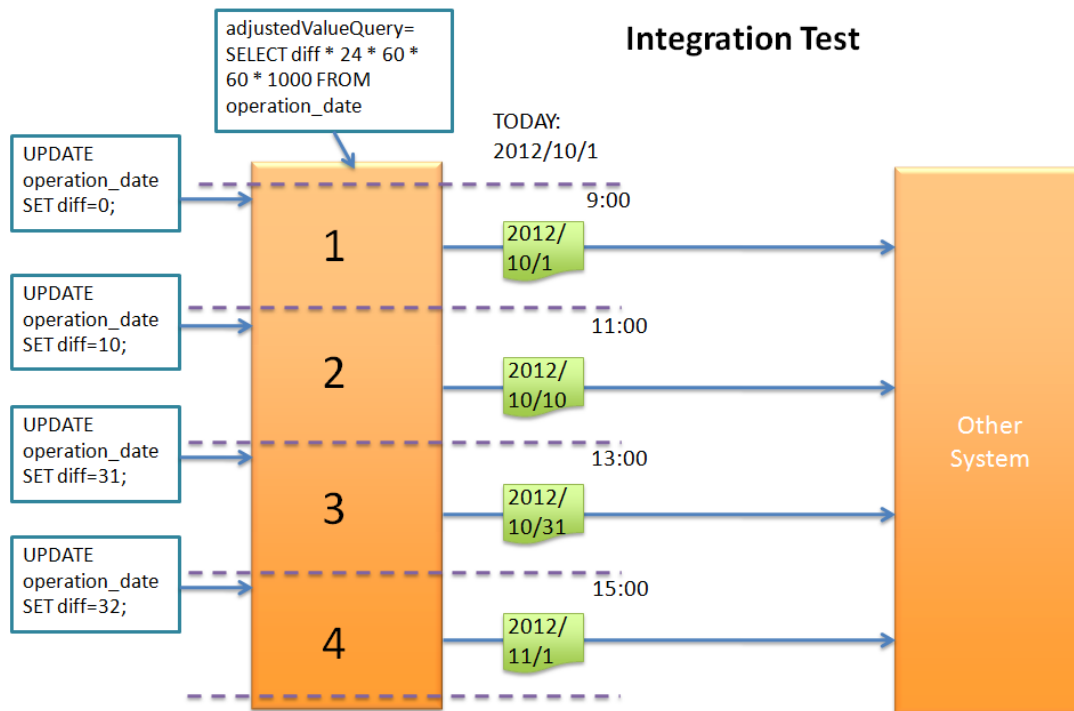 adjustedValueQuery=
SELECT diff * 24 * 60 *
60 * 1000 FROM
operation_date
Integration Test
TODAY:
2012/10/1
UPDATE
operation_date
SET diff=0;
9:00
1
2012/
10/1
UPDATE
operation_date
SET diff=10;
11:00
2
2012/
10/10
UPDATE
operation_date
SET diff=31;
13:00
3
2012/
10/31
Other
System
UPDATE
operation_date
SET diff=32;
15:00
4
2012/
11/1